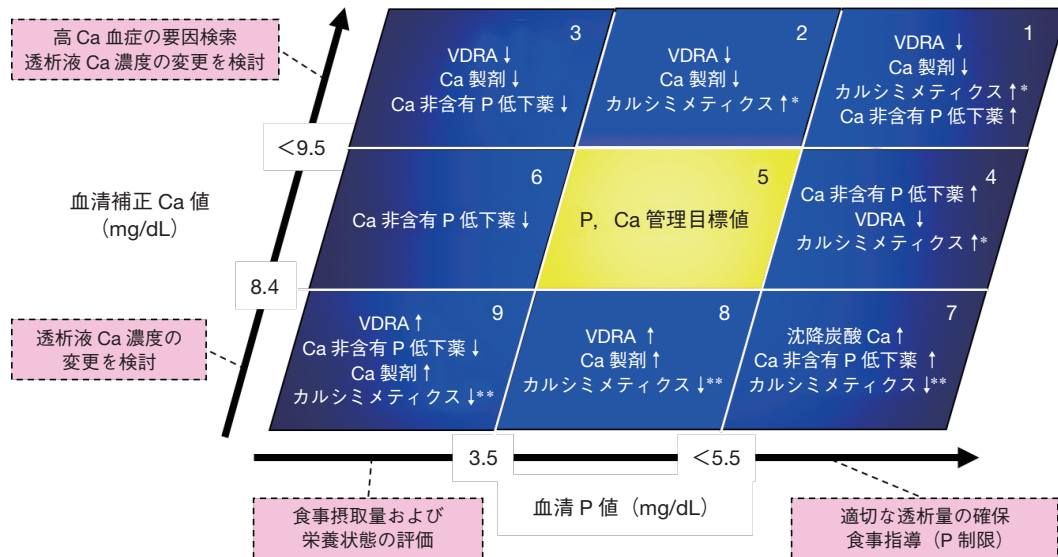 高 Ca 血症の要因検索
透析液 Ca 濃度の変更を検討
3
VDRA ↓
Ca 製剤 ↓
Ca 非含有 P 低下薬 ↓
2
VDRA ↓
Ca 製剤 ↓
カルシミメティクス ↑*
1
VDRA ↓
Ca 製剤 ↓
カルシミメティクス ↑*
Ca 非含有 P 低下薬 ↑
<9.5
血清補正 Ca 値
(mg/dL)
6
Ca 非含有 P 低下薬 ↓
5
P, Ca 管理目標値
4
Ca 非含有 P 低下薬 ↑
VDRA ↓
カルシミメティクス ↑*
8.4
透析液 Ca 濃度の
変更を検討
9
VDRA ↑
Ca 非含有 P 低下薬 ↓
Ca 製剤 ↑
カルシミメティクス ↓**
8
VDRA ↑
Ca 製剤 ↑
カルシミメティクス ↓**
7
沈降炭酸 Ca ↑
Ca 非含有 P 低下薬 ↑
カルシミメティクス ↓**
3.5
<5.5
食事摂取量および
栄養状態の評価
血清 P 値 (mg/dL)
適切な透析量の確保
食事指導 (P 制限)